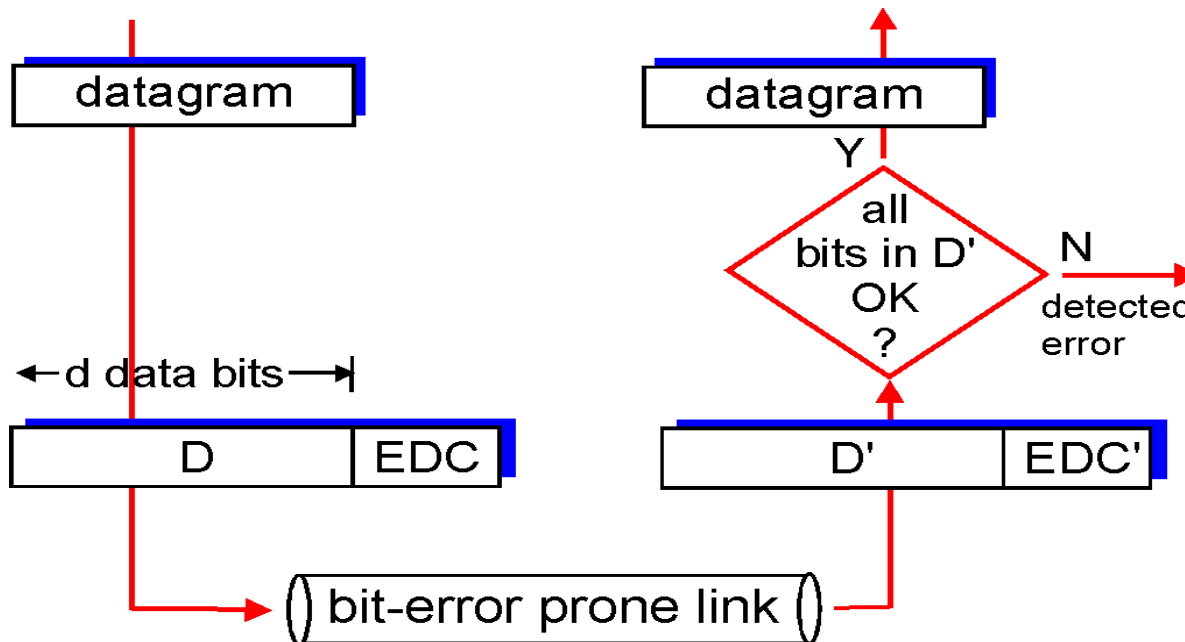 datagram
d data bits
D
EDC
bit-error prone link
datagram
Y
all
bits in D'
OK
?
N
detected
error
D'
EDC'